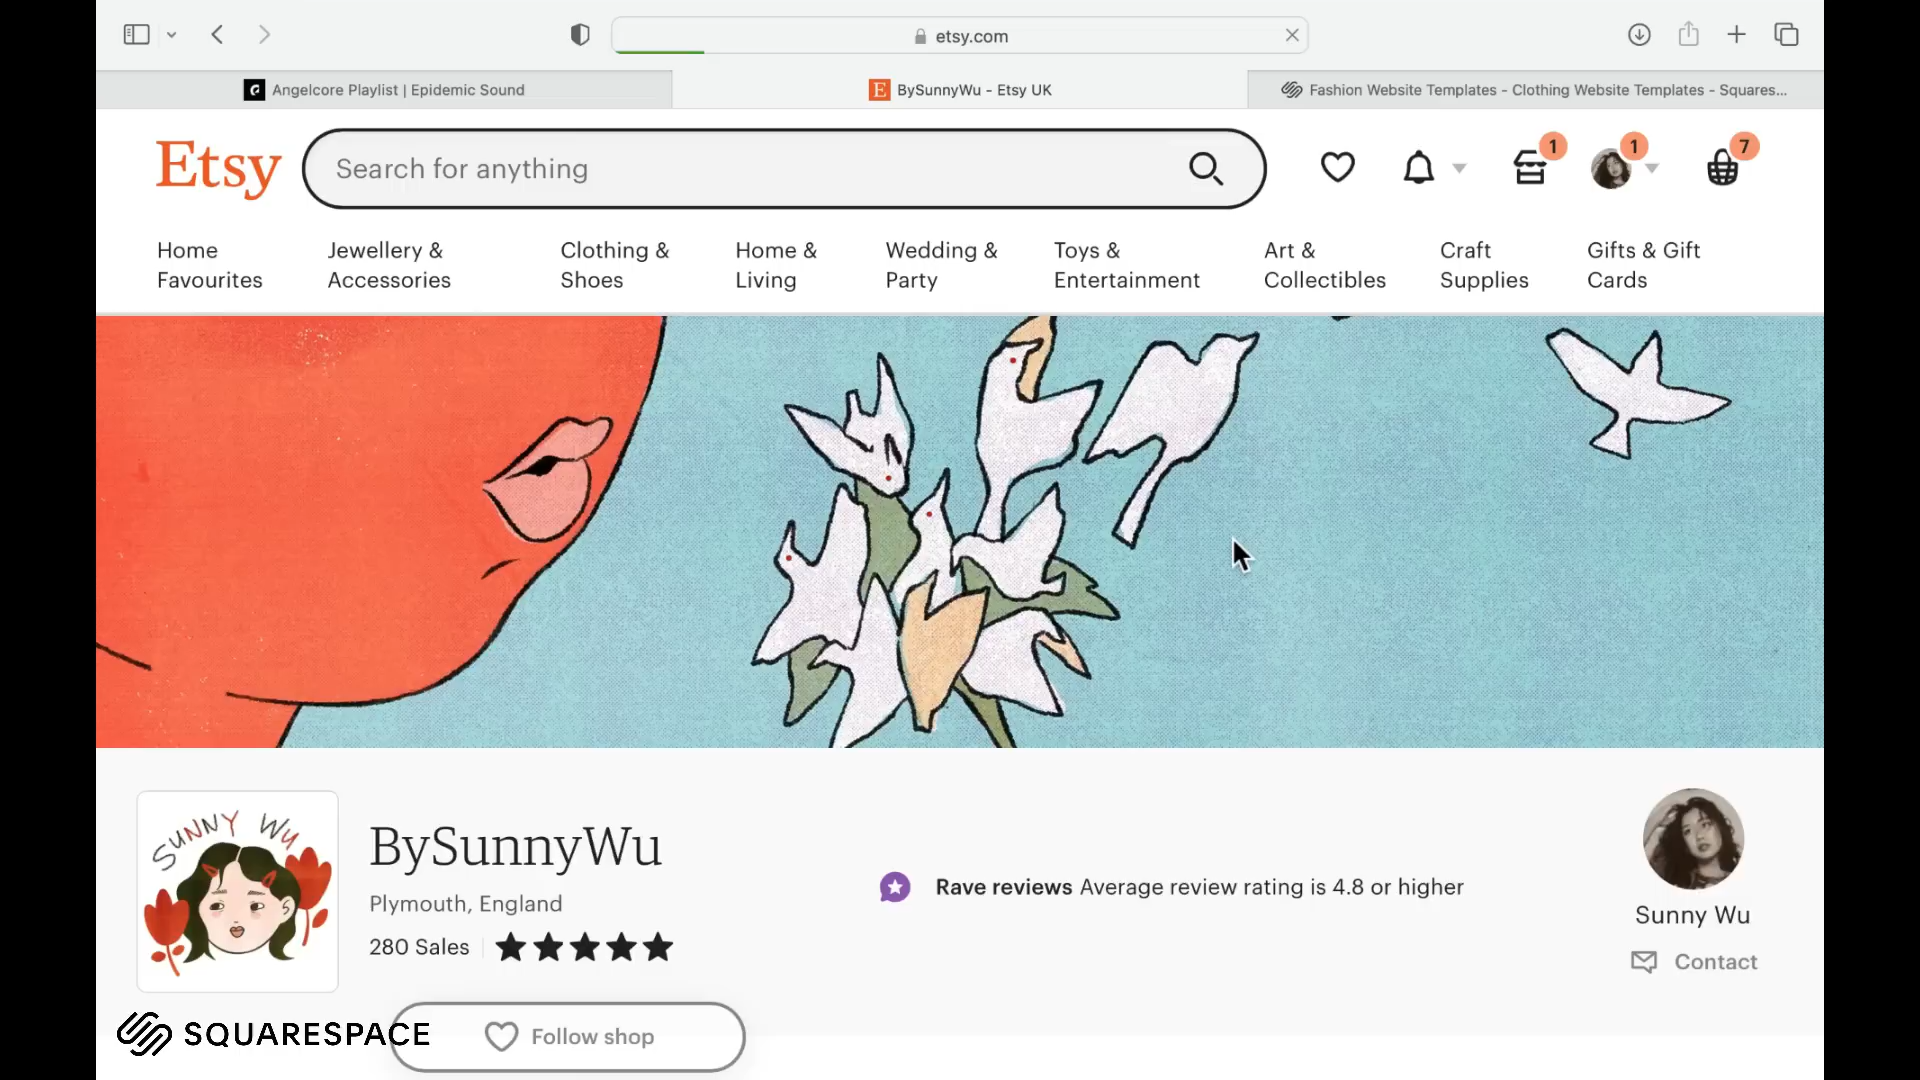 etsy.com
Angelcore Playlist | Epidemic Sound
BySunnyWu - Etsy UK
Fashion Website Templates - Clothing Website Templates - Squares...
Etsy
Search for anything
1
1
7
Home Favourites
Jewellery & Accessories
Clothing & Shoes
Home & Living
Wedding & Party
Toys & Entertainment
Art & Collectibles
Craft Supplies
Gifts & Gift Cards
SUNNY WU
BySunnyWu
Plymouth, England
280 Sales
Rave reviews Average review rating is 4.8 or higher
Sunny Wu
Contact
SQUARESPACE
Follow shop